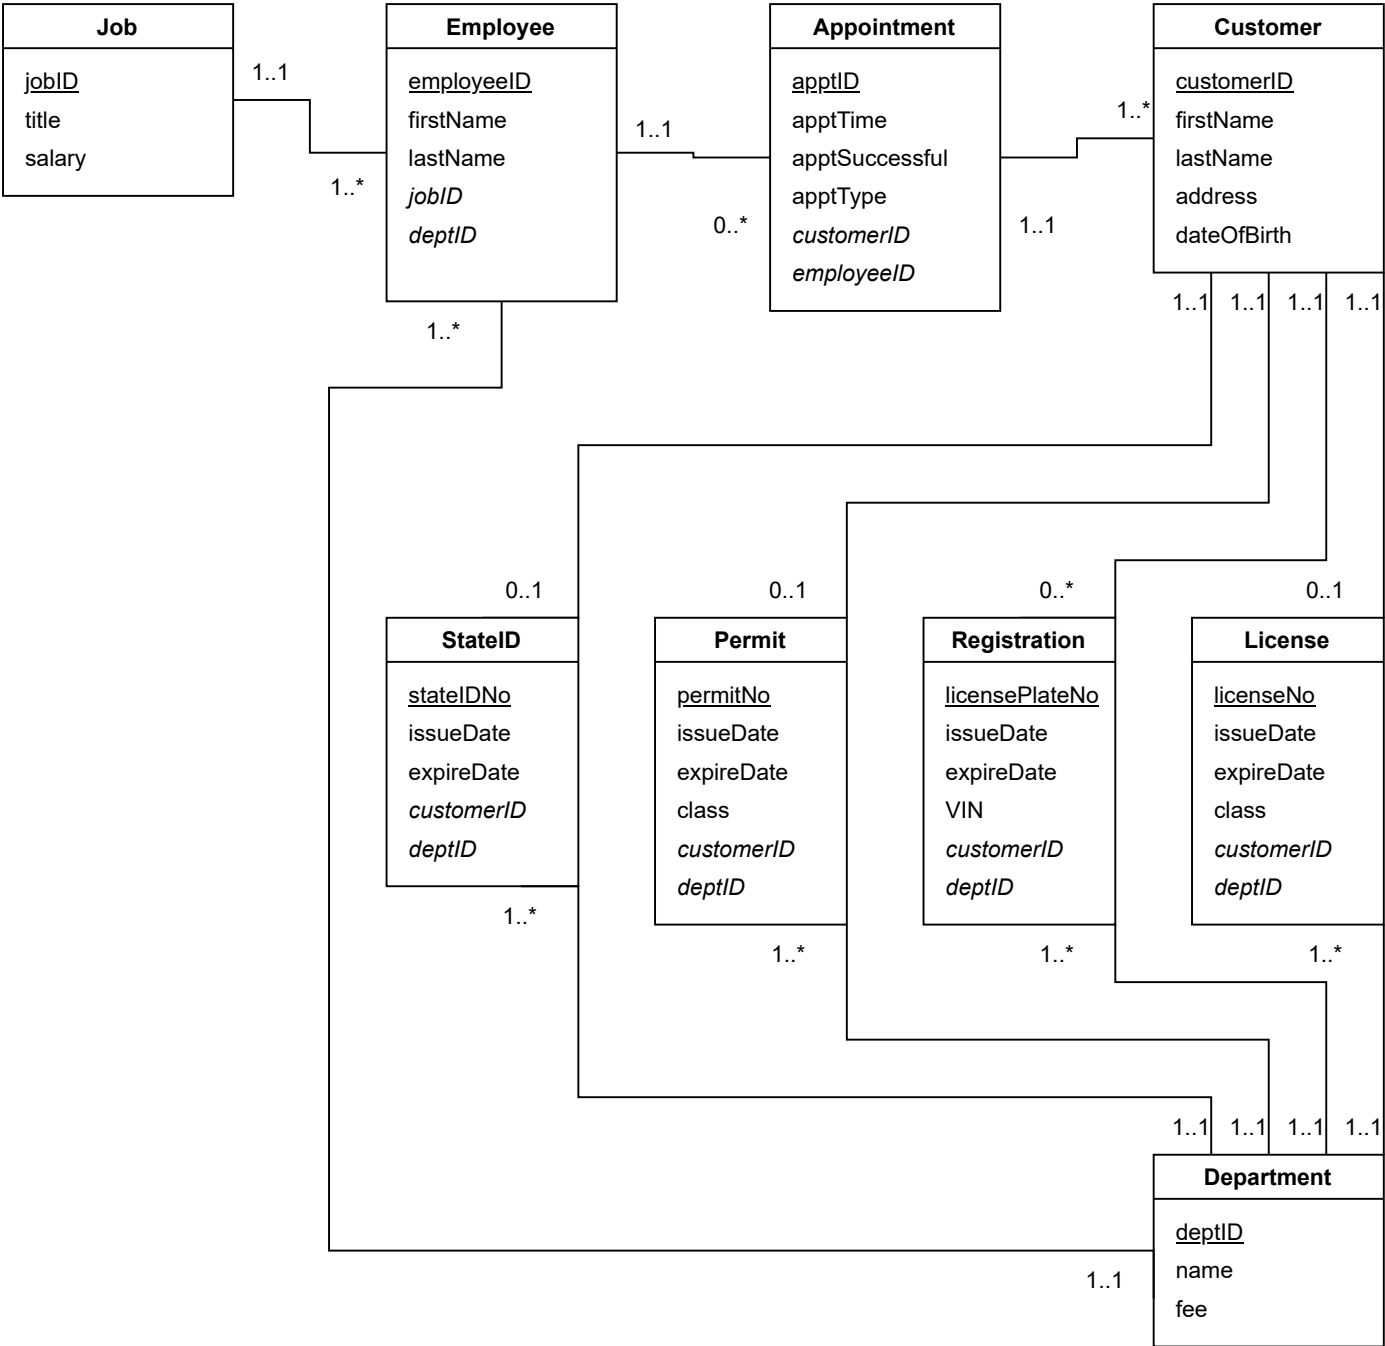 Job
jobID
title
salary
1..1
1..*
Employee
employeeID
firstName
lastName
jobID
deptID
1..1
0..*
1..*
Appointment
apptID
apptTime
apptSuccessful
apptType
customerID
employeeID
1..*
1..1
Customer
customerID
firstName
lastName
address
dateOfBirth
1..1
1..1
1..1
1..1
0..1
0..1
0..*
0..1
StateID
stateIDNo
issueDate
expireDate
customerID
deptID
1..*
Permit
permitNo
issueDate
expireDate
class
customerID
deptID
1..*
Registration
licensePlateNo
issueDate
expireDate
VIN
customerID
deptID
1..*
License
licenseNo
issueDate
expireDate
class
customerID
deptID
1..*
1..1
1..1
1..1
1..1
Department
deptID
name
fee
1..1